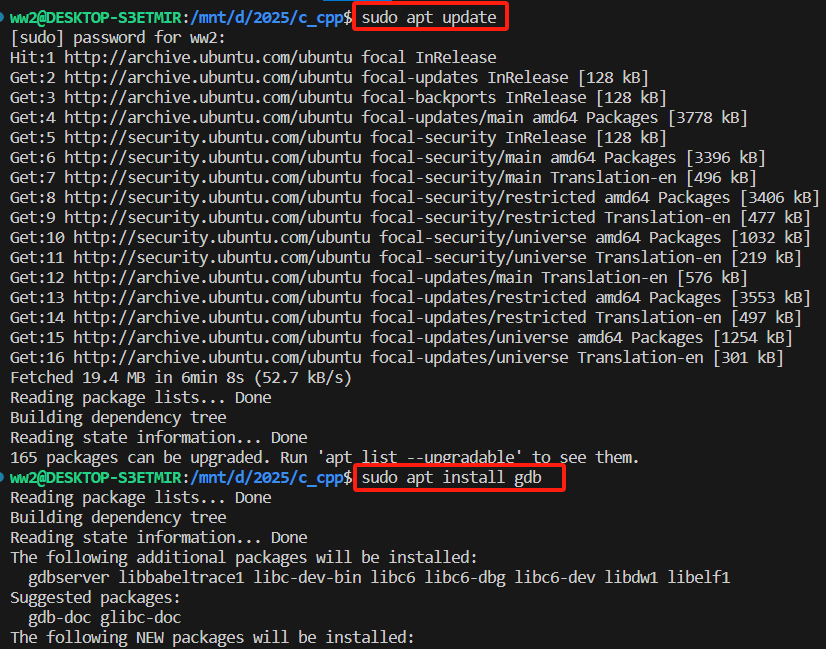 ww2@DESKTOP-S3ETMIR:/mnt/d/2025/c_cpp$ sudo apt update
[sudo] password for ww2:
Hit:1 http://archive.ubuntu.com/ubuntu focal InRelease
Get:2 http://archive.ubuntu.com/ubuntu focal-updates InRelease [128 kB]
Get:3 http://archive.ubuntu.com/ubuntu focal-backports InRelease [128 kB]
Get:4 http://archive.ubuntu.com/ubuntu focal-updates/main amd64 Packages [3778 kB]
Get:5 http://security.ubuntu.com/ubuntu focal-security InRelease [128 kB]
Get:6 http://security.ubuntu.com/ubuntu focal-security/main amd64 Packages [3396 kB]
Get:7 http://security.ubuntu.com/ubuntu focal-security/main Translation-en [496 kB]
Get:8 http://security.ubuntu.com/ubuntu focal-security/restricted amd64 Packages [3406 kB]
Get:9 http://security.ubuntu.com/ubuntu focal-security/restricted Translation-en [477 kB]
Get:10 http://security.ubuntu.com/ubuntu focal-security/universe amd64 Packages [1032 kB]
Get:11 http://security.ubuntu.com/ubuntu focal-security/universe Translation-en [219 kB]
Get:12 http://archive.ubuntu.com/ubuntu focal-updates/main Translation-en [576 kB]
Get:13 http://archive.ubuntu.com/ubuntu focal-updates/restricted amd64 Packages [3553 kB]
Get:14 http://archive.ubuntu.com/ubuntu focal-updates/restricted Translation-en [497 kB]
Get:15 http://archive.ubuntu.com/ubuntu focal-updates/universe amd64 Packages [1254 kB]
Get:16 http://archive.ubuntu.com/ubuntu focal-updates/universe Translation-en [301 kB]
Fetched 19.4 MB in 6min 8s (52.7 kB/s)
Reading package lists... Done
Building dependency tree
Reading state information... Done
165 packages can be upgraded. Run 'apt list --upgradable' to see them.
ww2@DESKTOP-S3ETMIR:/mnt/d/2025/c_cpp$ sudo apt install gdb
Reading package lists... Done
Building dependency tree
Reading state information... Done
The following additional packages will be installed:
  gdbserver libbabeltrace1 libc-dev-bin libc6 libc6-dbg libc6-dev libdw1 libelf1
Suggested packages:
  gdb-doc glibc-doc
The following NEW packages will be installed: